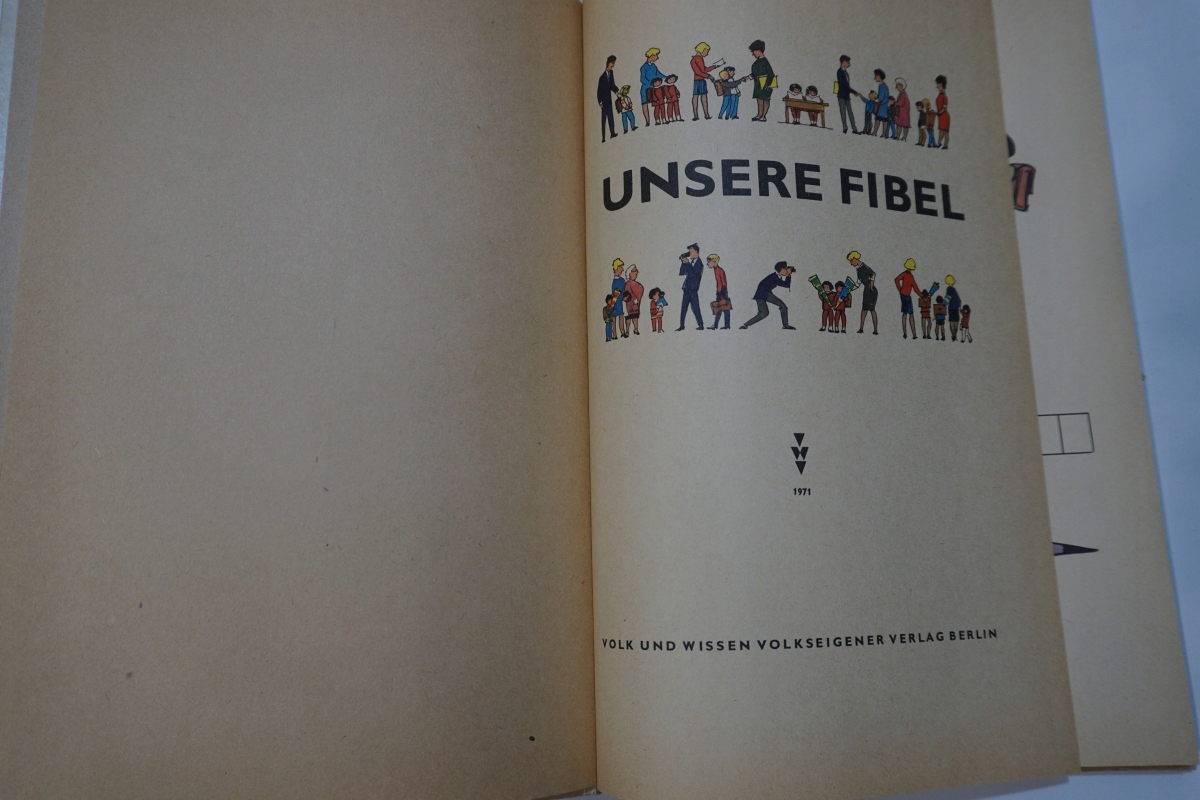 UNSERE FIBEL
1971
VOLK UND WISSEN VOLKSEIGENER VERLAG BERLIN